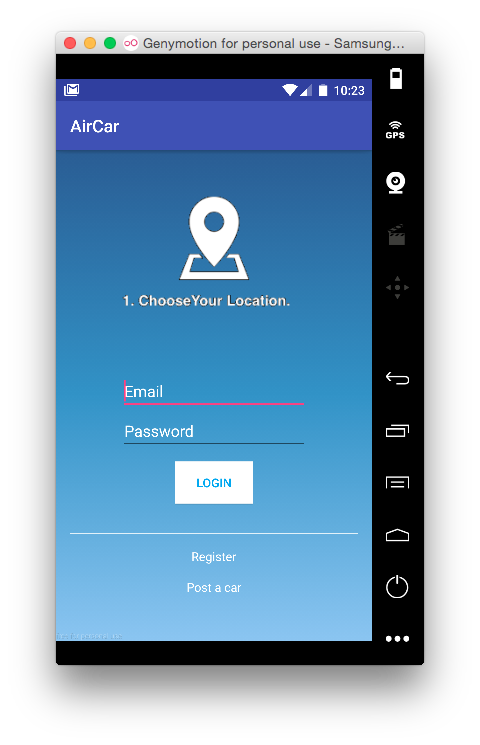 Genymotion for personal use - Samsung...
10:23
AirCar
GPS
1. ChooseYour Location.
Email
Password
LOGIN
Register
Post a car